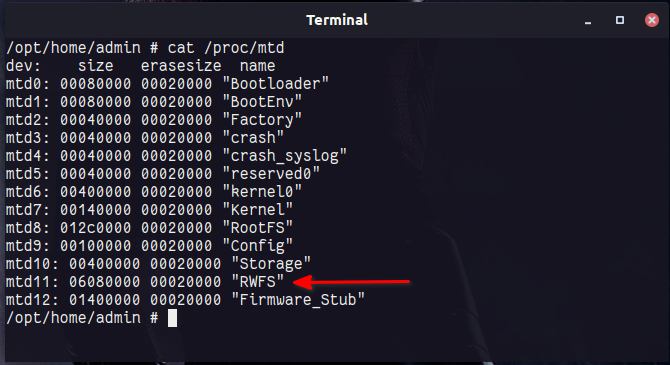 Terminal
/opt/home/admin # cat /proc/mtd
dev:    size   erasesize  name
mtd0: 00080000 00020000 "Bootloader"
mtd1: 00080000 00020000 "BootEnv"
mtd2: 00040000 00020000 "Factory"
mtd3: 00040000 00020000 "crash"
mtd4: 00040000 00020000 "crash_syslog"
mtd5: 00040000 00020000 "reserved0"
mtd6: 00400000 00020000 "kernel0"
mtd7: 00140000 00020000 "Kernel"
mtd8: 012c0000 00020000 "RootFS"
mtd9: 00100000 00020000 "Config"
mtd10: 00400000 00020000 "Storage"
mtd11: 06080000 00020000 "RWFS"
mtd12: 01400000 00020000 "Firmware_Stub"
/opt/home/admin #